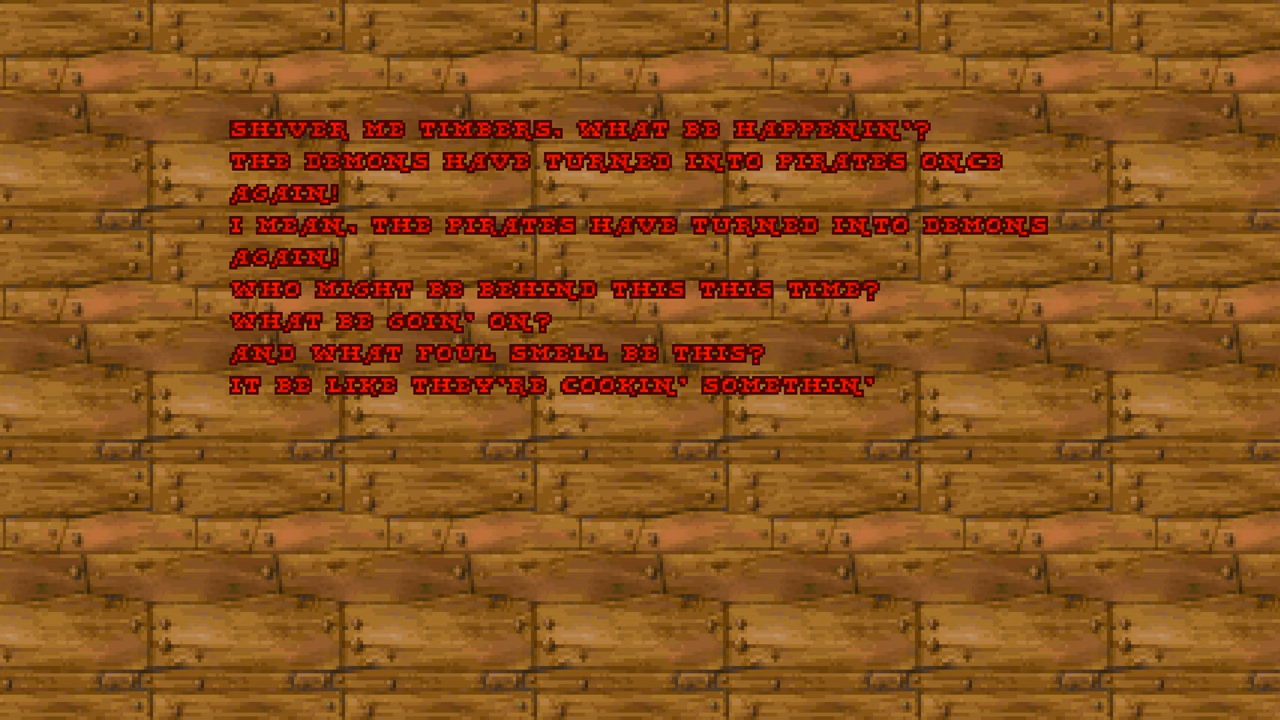 SHIVER ME TIMBERS, WHAT BE HAPPENIN'?
THE DEMONS HAVE TURNED INTO PIRATES ONCE
AGAIN!
I MEAN, THE PIRATES HAVE TURNED INTO DEMONS
AGAIN!
WHO MIGHT BE BEHIND THIS THIS TIME?
WHAT BE GOIN' ON?
AND WHAT FOUL SMELL BE THIS?
IT BE LIKE THEY'RE COOKIN' SOMETHIN'